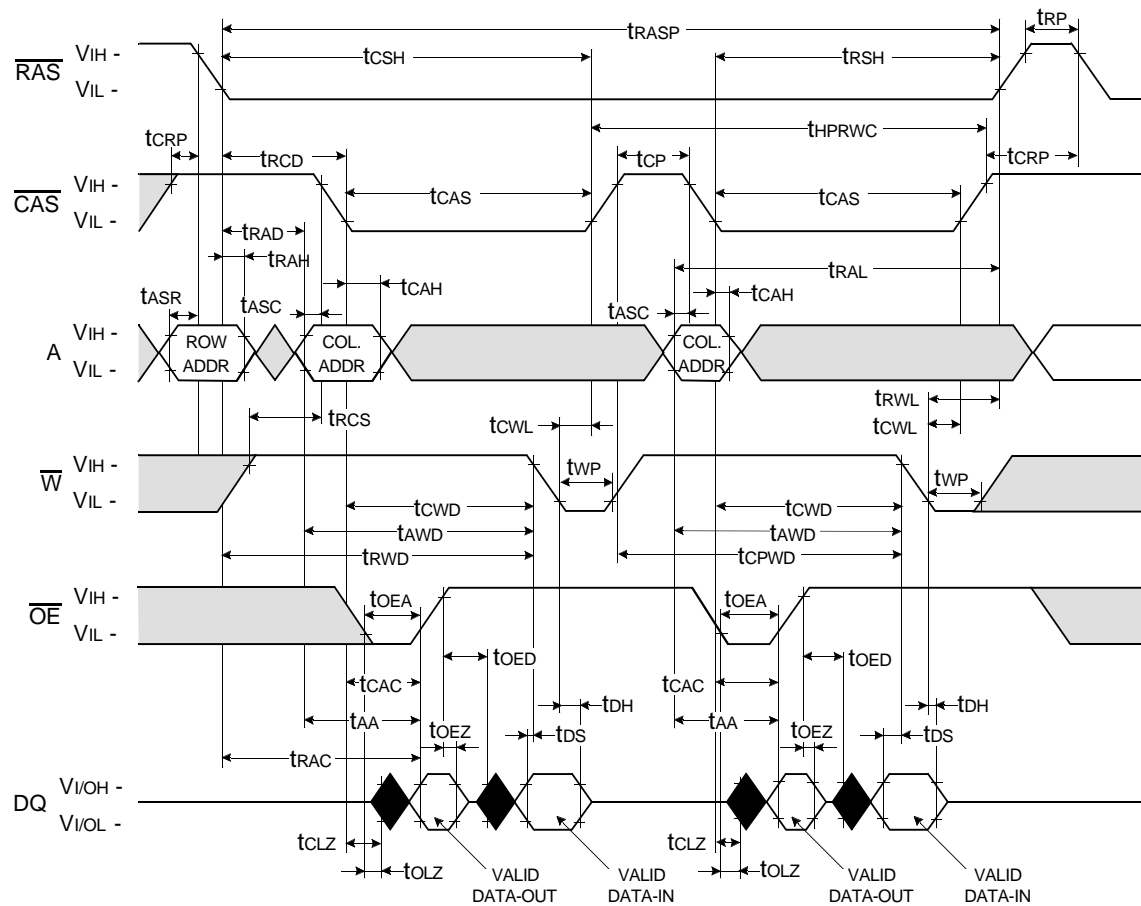 tRASP
tRP
tCSH
tRSH
RAS
VIH -
VIL -
tHPRWC
tCRP
tRCD
tCP
tCRP
CAS
VIH -
VIL -
tCAS
tCAS
tRAD
tRAH
tRAL
tASR
tASC
tCAH
tASC
tCAH
A
VIH -
VIL -
ROW
ADDR
COL.
ADDR
COL.
ADDR
tRCS
tCWL
tRWL
tCWL
W
VIH -
VIL -
tWP
tWP
tCWD
tCWD
tAWD
tAWD
tRWD
tCPWD
OE
VIH -
VIL -
tOEA
tOEA
tOED
tOED
tCAC
tCAC
tDH
tDH
tAA
tAA
tOEZ
tDS
tOEZ
tDS
tRAC
DQ
VI/OH -
VI/OL -
tCLZ
tCLZ
tOLZ
tOLZ
VALID
DATA-OUT
VALID
DATA-IN
VALID
DATA-OUT
VALID
DATA-IN